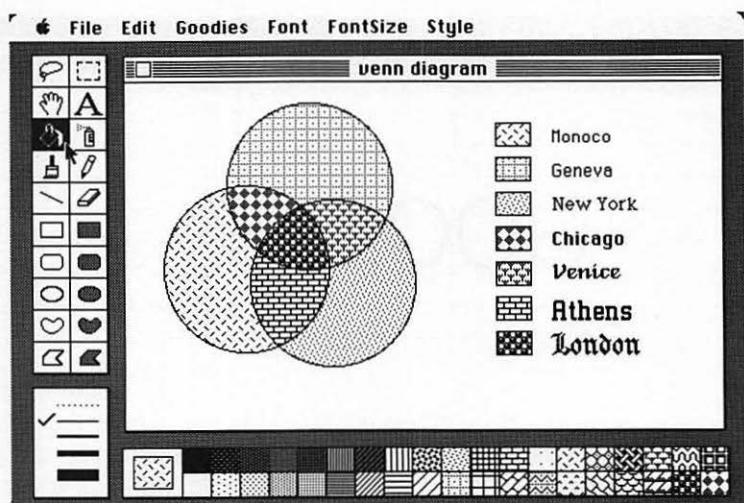 File Edit Goodies Font FontSize Style
venn diagram
A
Monoco
Geneva
New York
Chicago
Venice
Athens
London